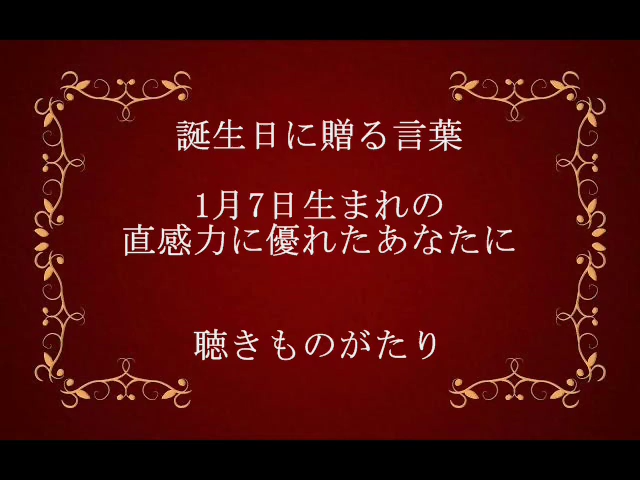 誕生日に贈る言葉
1月7日生まれの
直感力に優れたあなたに
聴きものがたり